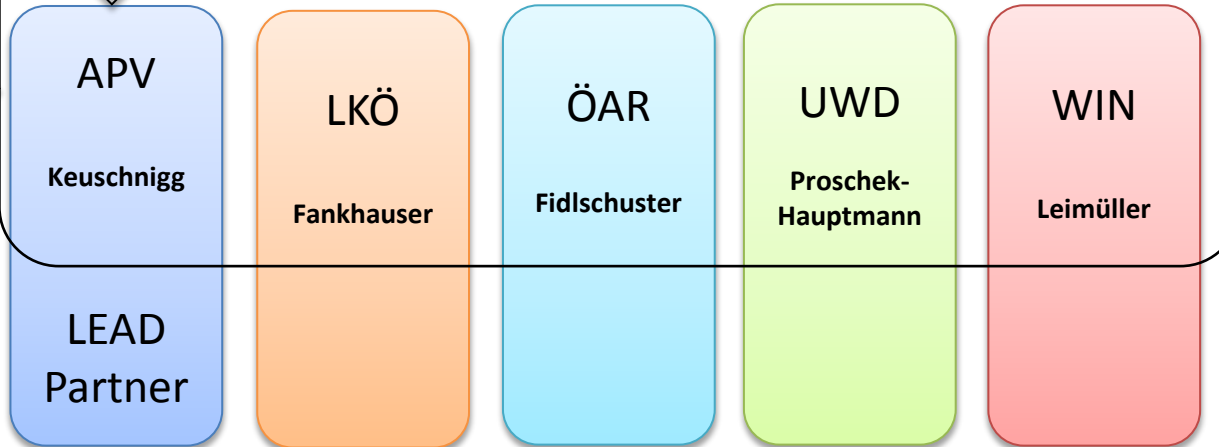 APV
Keuschnigg
LEAD
Partner
LKÖ
Fankhauser
ÖAR
Fidlschuster
UWD
Proschek-
Hauptmann
WIN
Leimüller